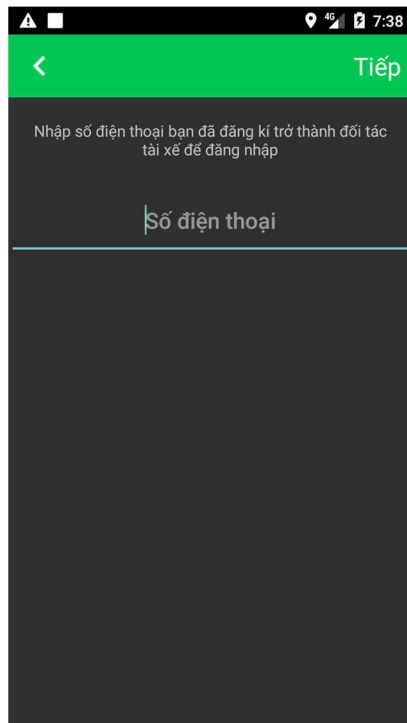 4G 7:38
Tiếp
Nhập số điện thoại bạn đã đăng kí trở thành đối tác
tài xế để đăng nhập
Số điện thoại